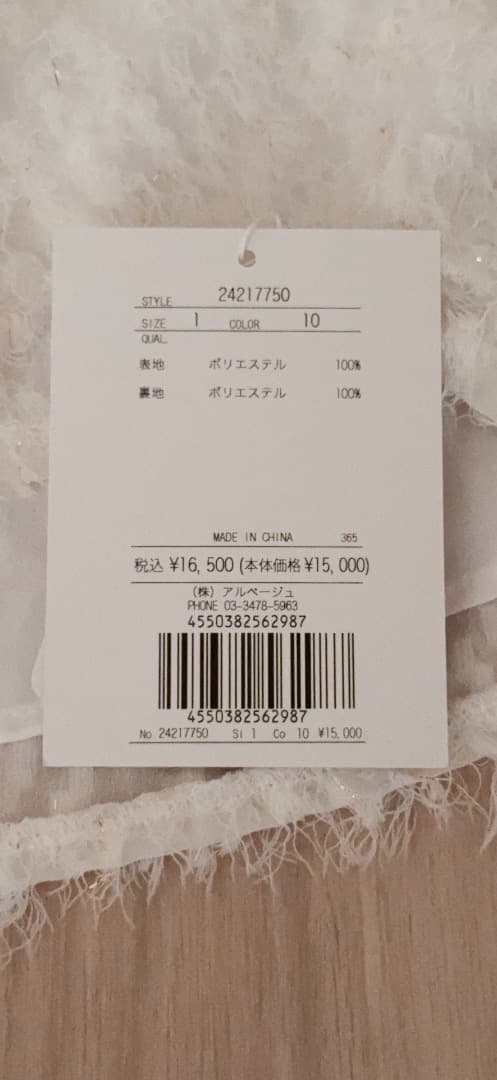 STYLE 24217750
SIZE 1 COLOR 10
QUAL.
表地 ポリエステル 100%
裏地 ポリエステル 100%
MADE IN CHINA 365
税込 ¥16,500 (本体価格 ¥15,000)
(株) アルページュ
PHONE 03-3478-5963
4550382562987
4550382562987
No 24217750 Si 1 Co 10 ¥15,000